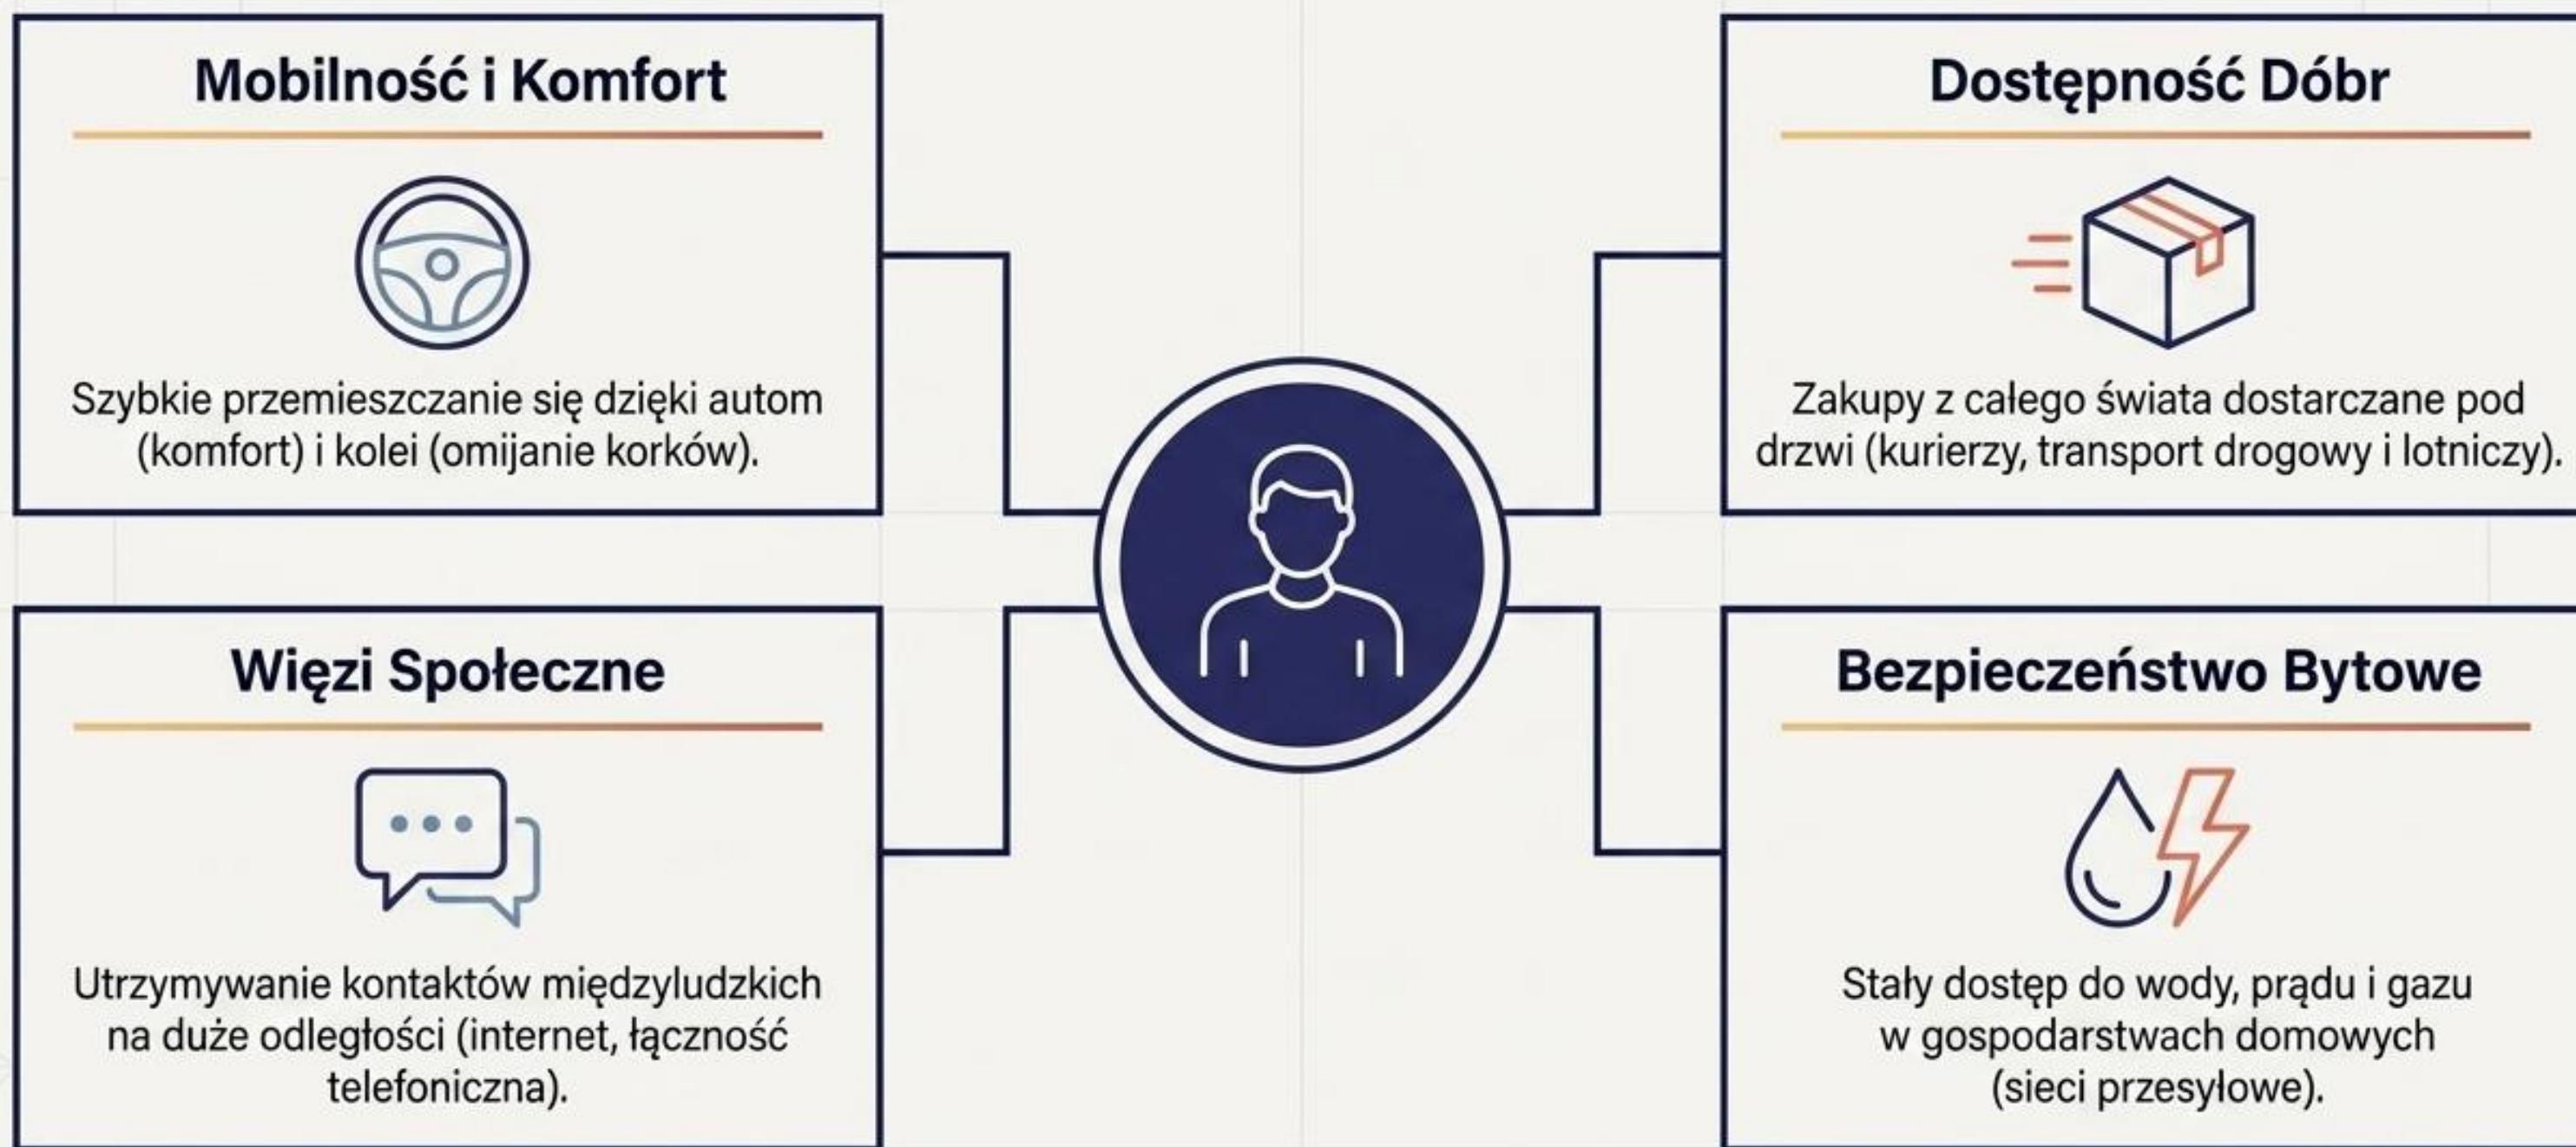 Mobilność i Komfort
Szybkie przemieszczanie się dzięki autom
(komfort) i kolei (omijanie korków).
Dostępność Dóbr
Zakupy z całego świata dostarczane pod
drzwi (kurierzy, transport drogowy i lotniczy).
Więzi Społeczne
Utrzymywanie kontaktów międzyludzkich
na duże odległości (internet, łączność
telefoniczna).
Bezpieczeństwo Bytowe
Stały dostęp do wody, prądu i gazu
w gospodarstwach domowych
(sieci przesyłowe).